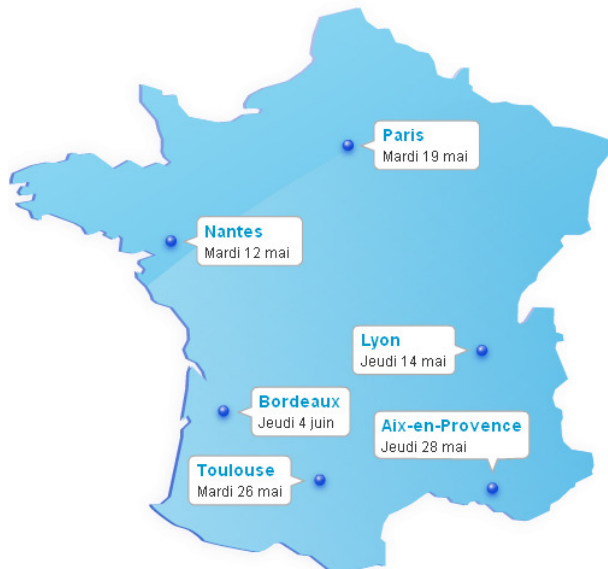 Paris
Mardi 19 mai
Nantes
Mardi 12 mai
Lyon
Jeudi 14 mai
Bordeaux
Jeudi 4 juin
Aix-en-Provence
Jeudi 28 mai
Toulouse
Mardi 26 mai